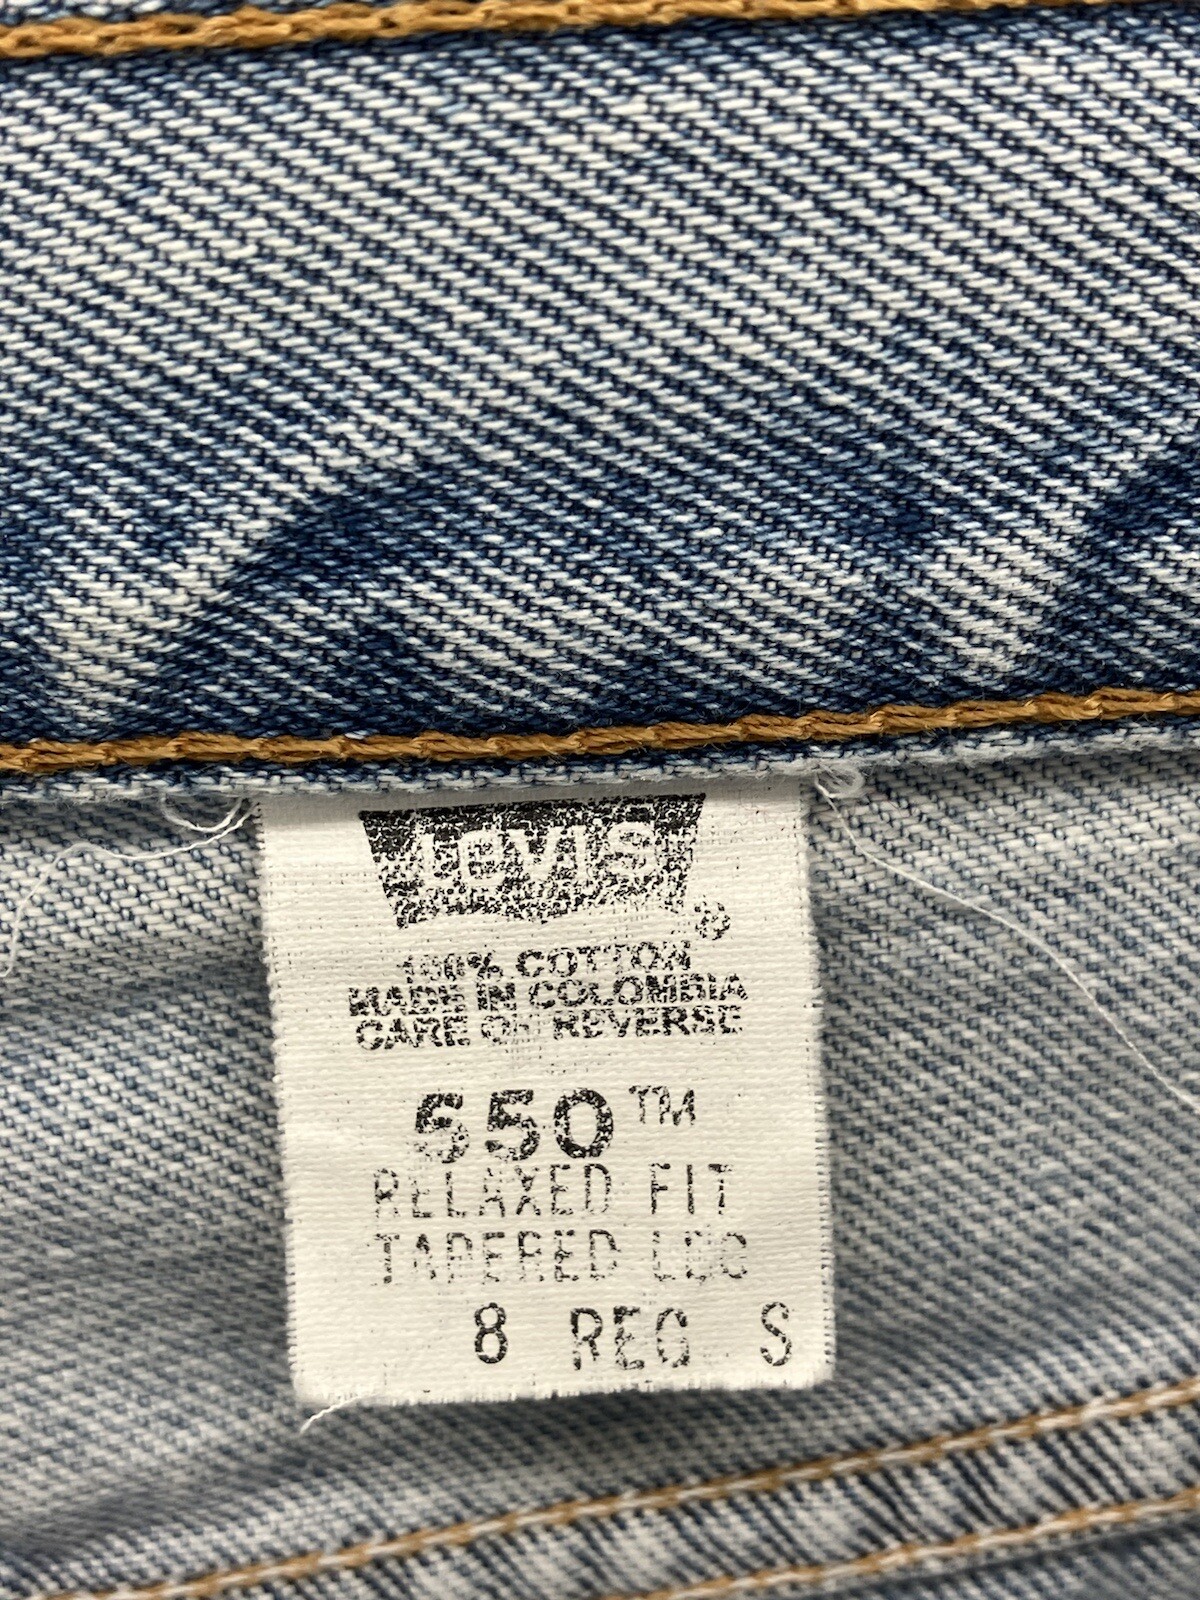 LEVI'S
®
100% COTTON
MADE IN COLOMBIA
CARE ON REVERSE
550™
RELAXED FIT
TAPERED LEG
8 REG S